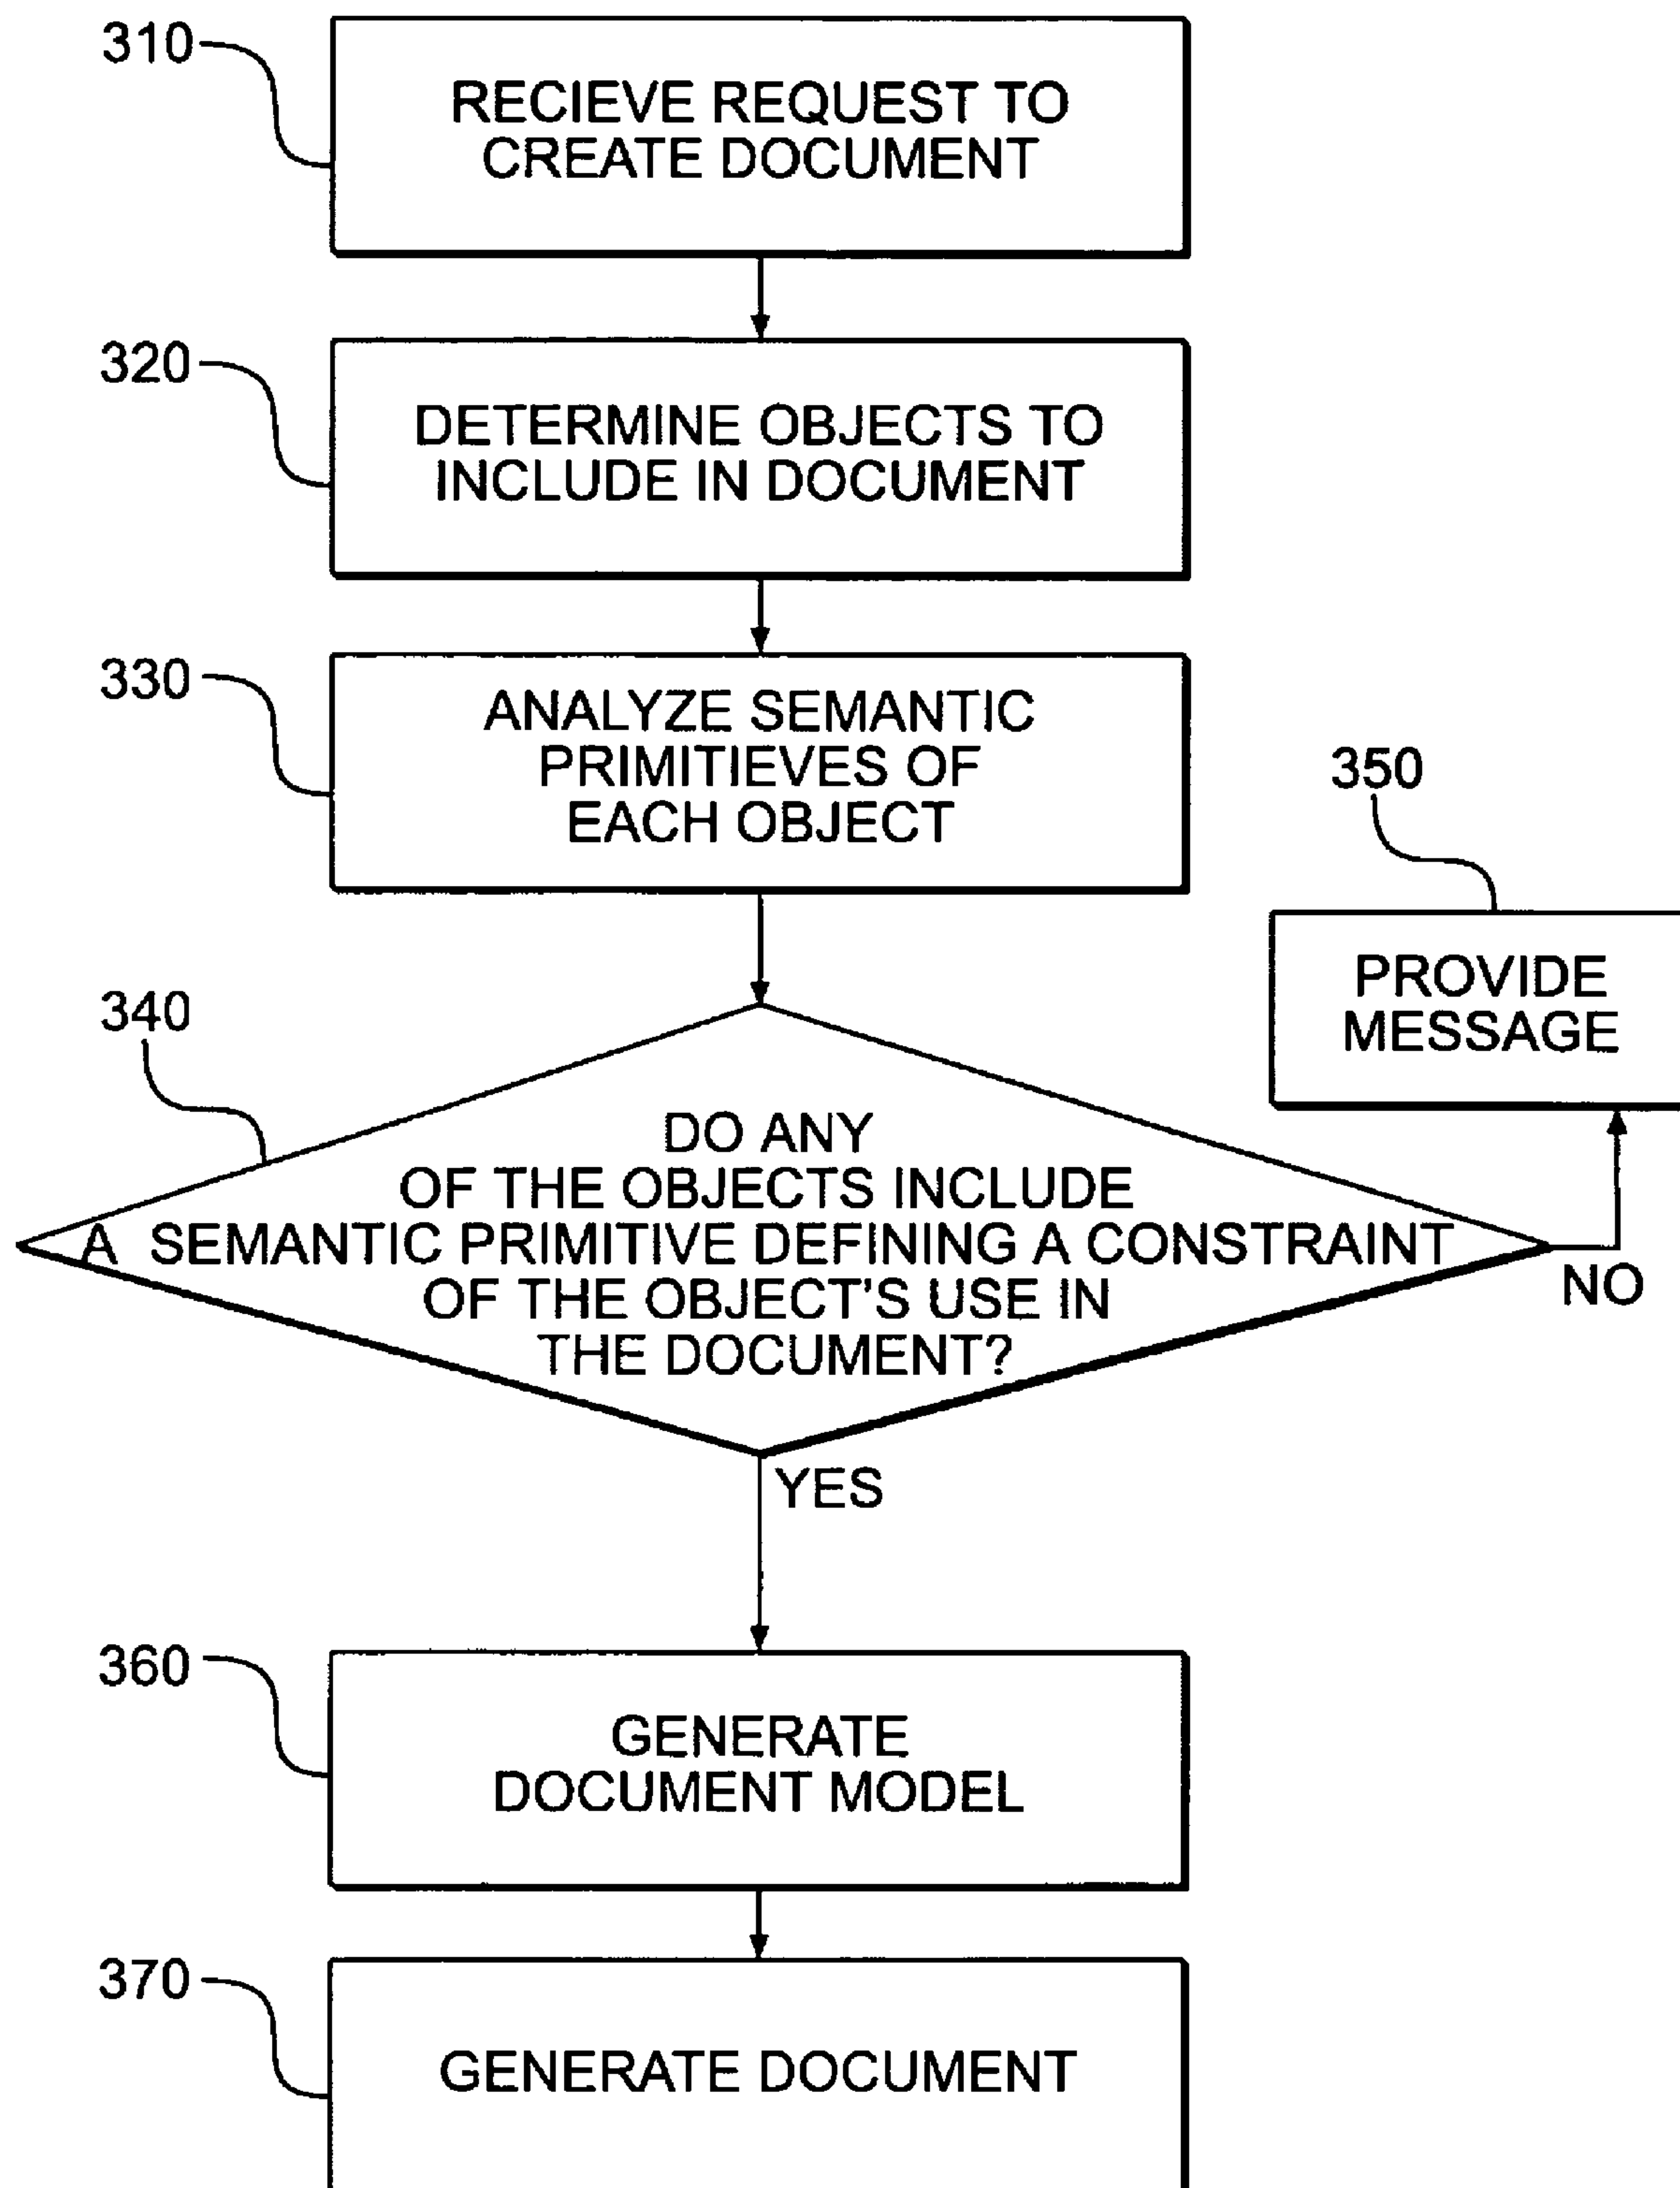 310
RECIEVE REQUEST TO
CREATE DOCUMENT
320
DETERMINE OBJECTS TO
INCLUDE IN DOCUMENT
330
ANALYZE SEMANTIC
PRIMITIEVES OF
EACH OBJECT
350
PROVIDE
MESSAGE
340
DO ANY
OF THE OBJECTS INCLUDE
A SEMANTIC PRIMITIVE DEFINING A CONSTRAINT
OF THE OBJECT'S USE IN
THE DOCUMENT?
NO
YES
360
GENERATE
DOCUMENT MODEL
370
GENERATE DOCUMENT